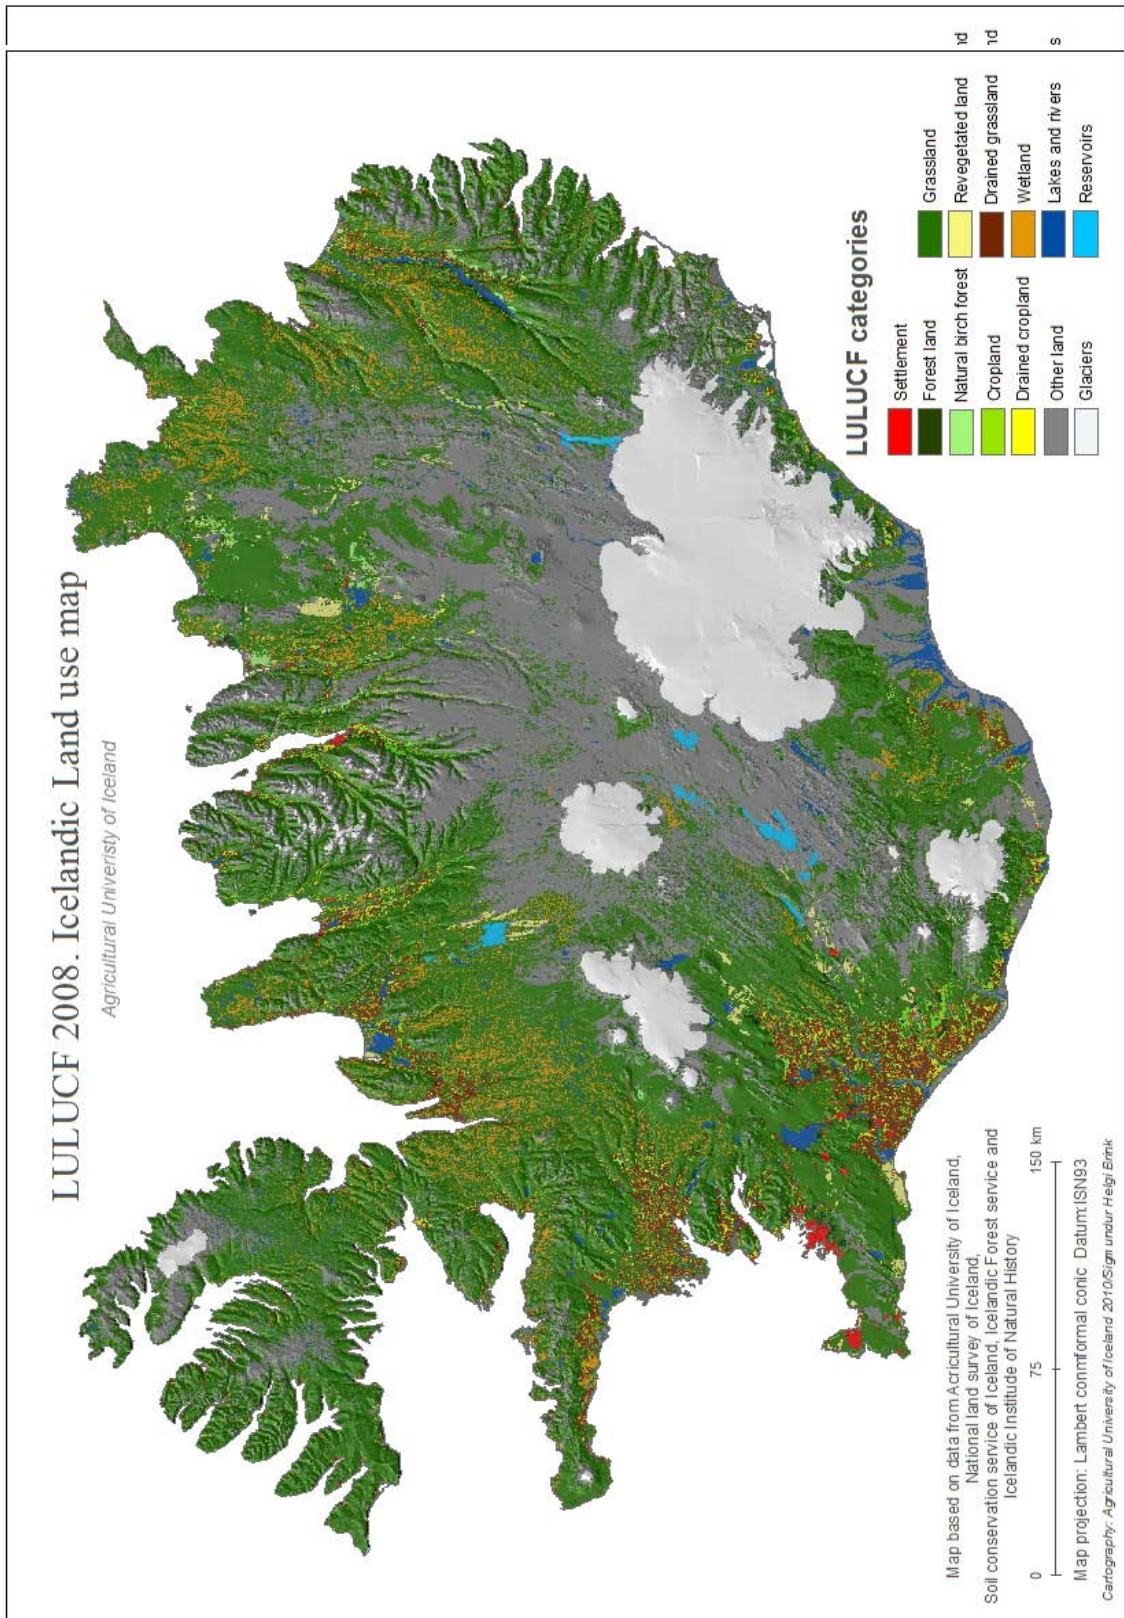 LULUCF 2008. Icelandic Land use map
Agricultural Univeristy of Iceland
LULUCF categories
Settlement
Forest land
Natural birch forest
Cropland
Drained cropland
Other land
Glaciers
Grassland
Revegetated land
Drained grassland
Wetland
Lakes and rivers
Reservoirs
nd
nd
s
Map based on data from Acricultural University of Iceland,
National land survey of Iceland,
Soil conservation service of Iceland, Icelandic Forest service and
Icelandic Institute of Natural History
0 75 150 km
Map projection: Lambert conmformal conic Datum:ISN93
Cartography: Agricultural University of Iceland 2010/Sigmundur Helgi Brink